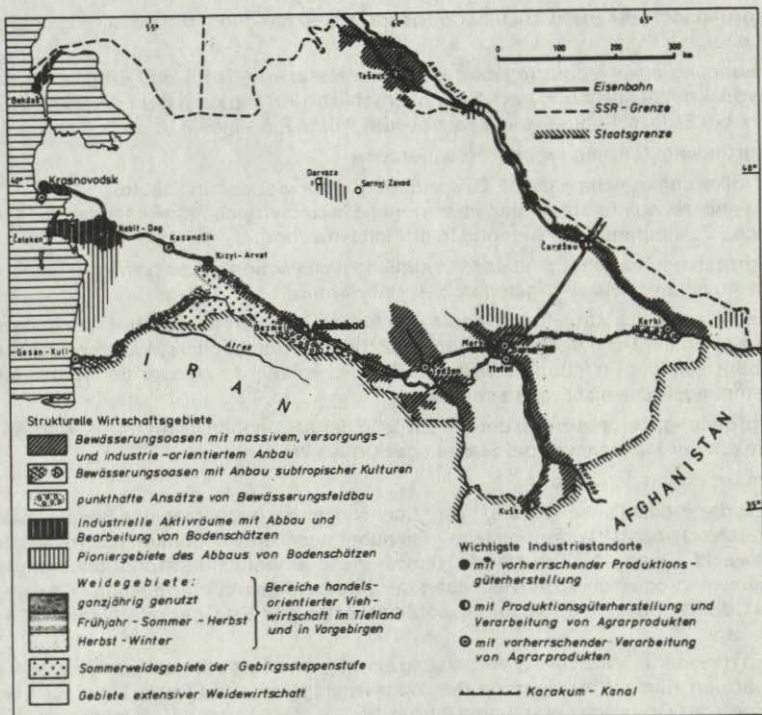 55°
60°
65°
0 100 200 300
km
Eisenbahn
SSR-Grenze
Staatsgrenze
Bekdaš
Tašauz
Amu-Darja
40°
40°
Krasnovodsk
Darvaza
Sernyj Zavod
Čeleken
Nebit-Dag
Kazandžik
Kizyl-Arvat
Čardžou
Gasan-Kuli
Bezmein
Aschabad
Atrek
Kerki
IRAN
Kuška
35°
AFGHANISTAN
Strukturelle Wirtschaftsgebiete
Bewässerungsoasen mit massivem, versorgungs-
und industrie-orientiertem Anbau
Bewässerungsoasen mit Anbau subtropischer Kulturen
punkthafte Ansätze von Bewässerungsfeldbau
Industrielle Aktivräume mit Abbau und
Bearbeitung von Bodenschätzen
Pioniergebiete des Abbaus von Bodenschätzen
Weidegebiete:
ganzjährig genutzt
Frühjahr-Sommer-Herbst
Herbst-Winter
Bereiche handels-
orientierter Vieh-
wirtschaft im Tiefland
und in Vorgebirgen
Sommerweidegebiete der Gebirgssteppenstufe
Gebiete extensiver Weidewirtschaft
Wichtigste Industriestandorte
mit vorherrschender Produktions-
güterherstellung
mit Produktionsgüterherstellung und
Verarbeitung von Agrarprodukten
mit vorherrschender Verarbeitung
von Agrarprodukten
Karakum-Kanal